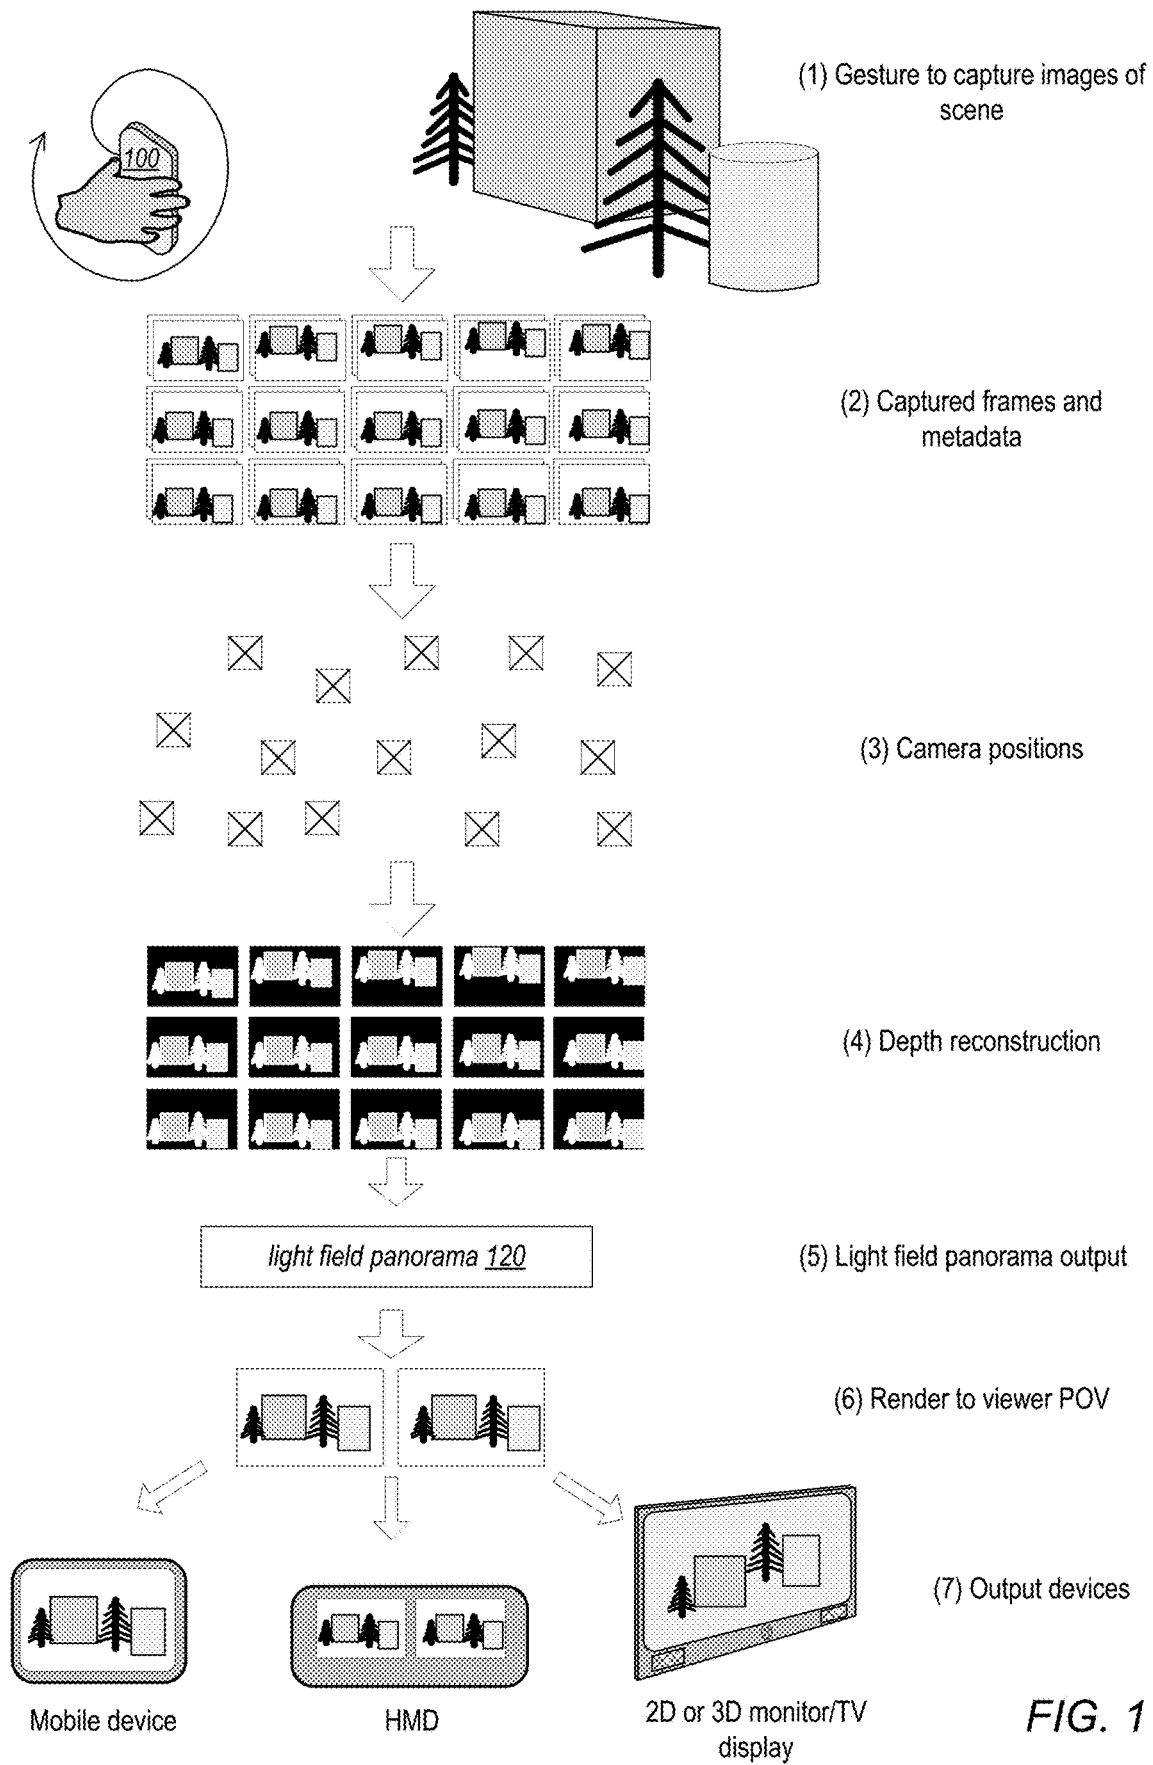 (1) Gesture to capture images of
scene
100
(2) Captured frames and
metadata
(3) Camera positions
(4) Depth reconstruction
light field panorama 120
(5) Light field panorama output
(6) Render to viewer POV
(7) Output devices
Mobile device
HMD
2D or 3D monitor/TV
display
FIG. 1